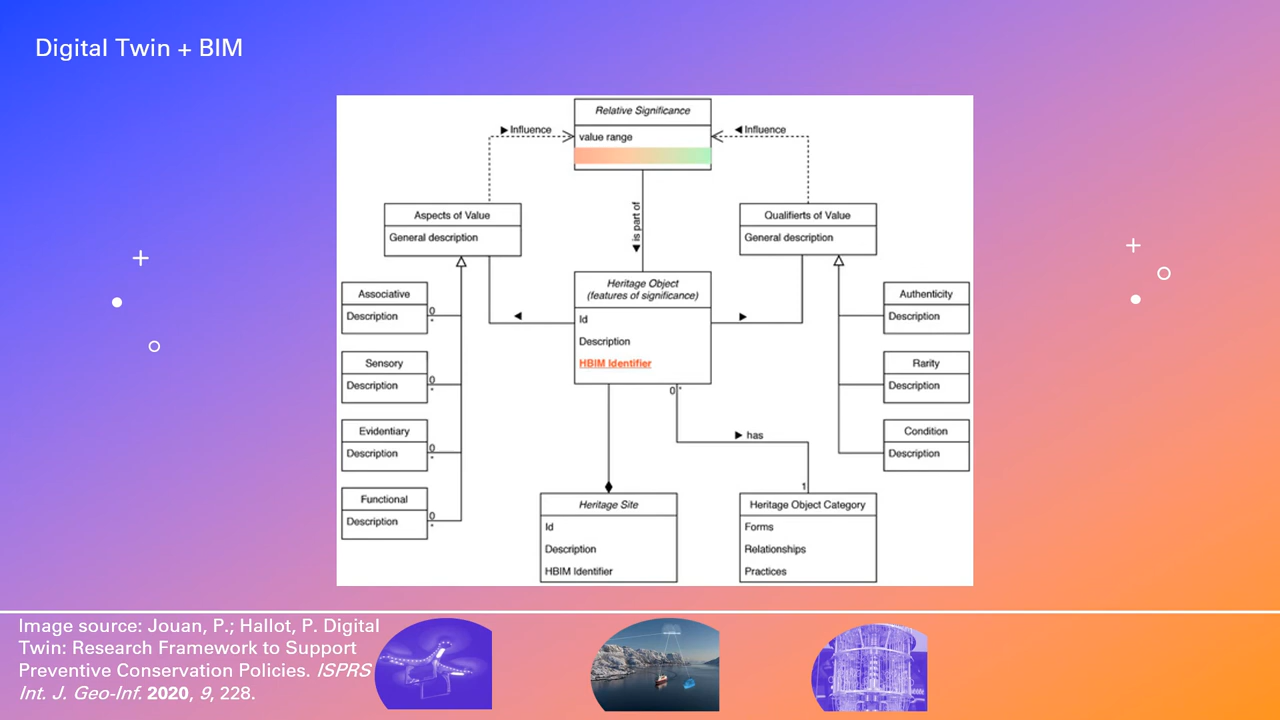 Digital Twin + BIM
Relative Significance
value range
Influence
Influence
is part of
Aspects of Value
General description
Qualifierts of Value
General description
Heritage Object
(features of significance)
Id
Description
HBIM Identifier
Associative
Description
0
*
Sensory
Description
0
*
Evidentiary
Description
0
*
Functional
Description
0
*
Authenticity
Description
Rarity
Description
Condition
Description
0 *
has
1
Heritage Site
Id
Description
HBIM Identifier
Heritage Object Category
Forms
Relationships
Practices
Image source: Jouan, P.; Hallot, P. Digital
Twin: Research Framework to Support
Preventive Conservation Policies. ISPRS
Int. J. Geo-Inf. 2020, 9, 228.